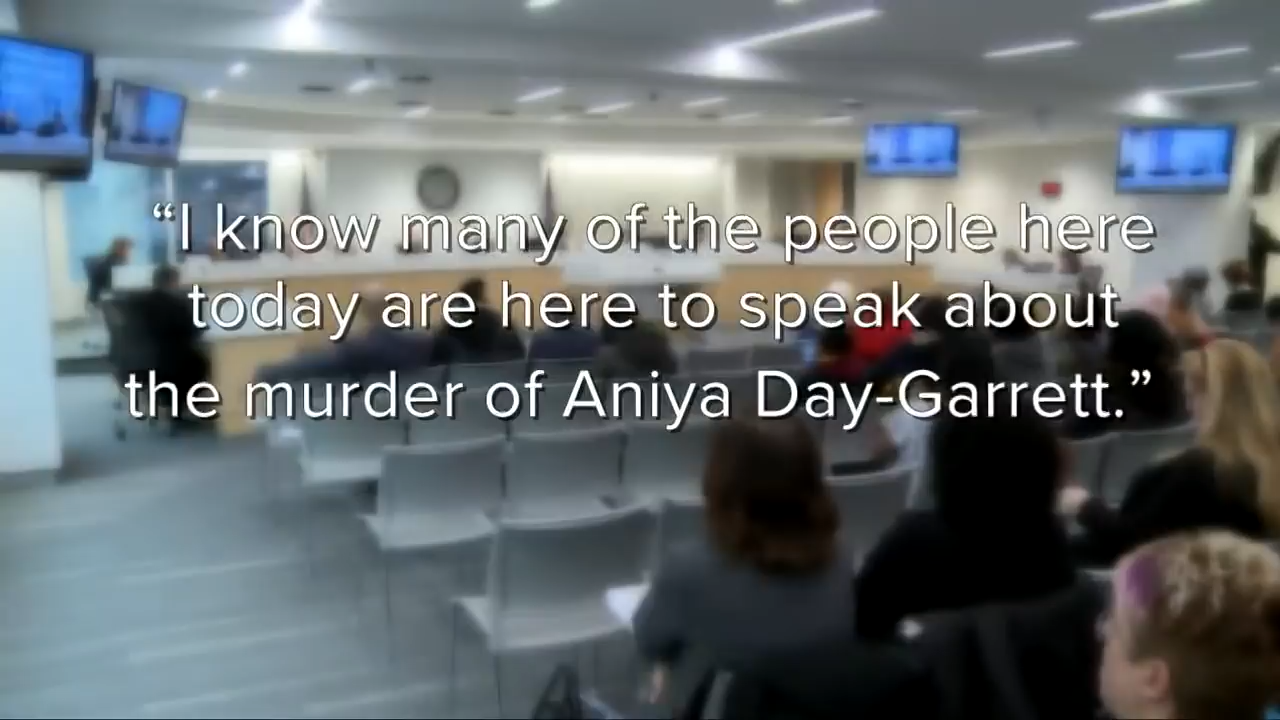 “I know many of the people here
today are here to speak about
the murder of Aniya Day-Garrett.”